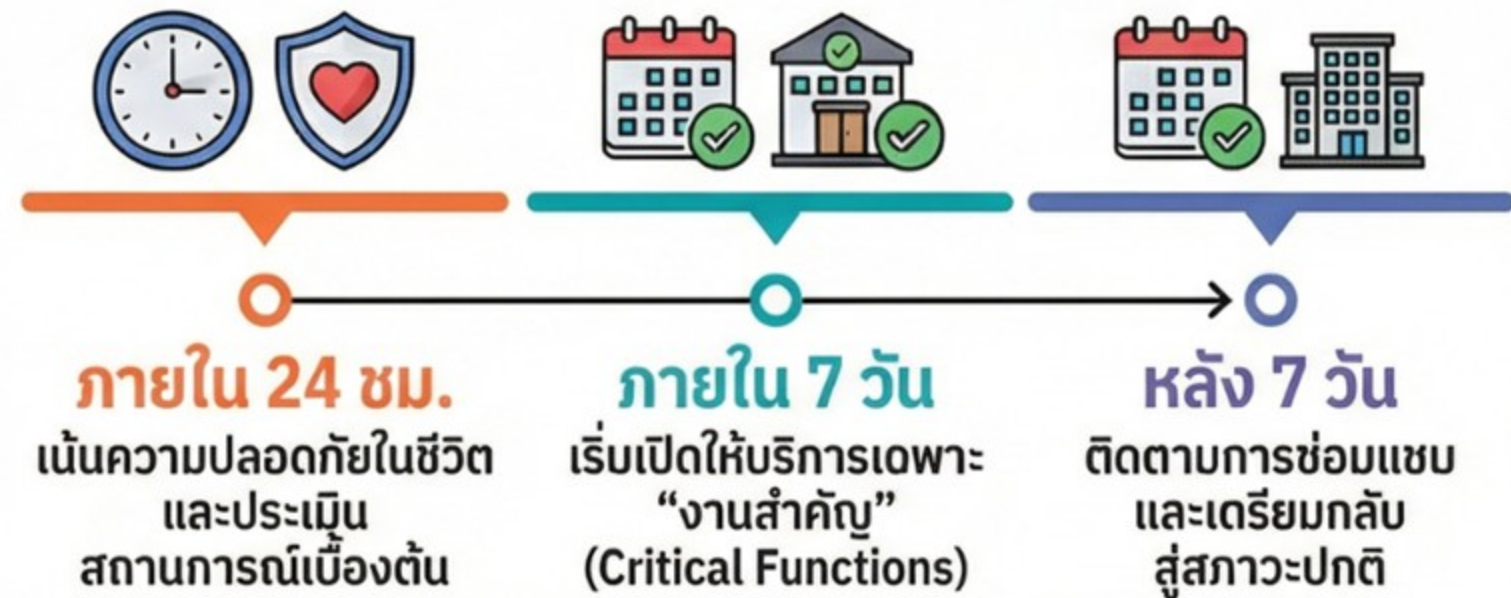 ภายใน 24 ชม.
เน้นความปลอดภัยในชีวิต
และประเมิน
สถานการณ์เบื้องต้น
ภายใน 7 วัน
เริ่มเปิดให้บริการเฉพาะ
“งานสำคัญ”
(Critical Functions)
หลัง 7 วัน
ติดตามการซ่อมแซม
และเตรียมกลับ
สู่สภาวะปกติ